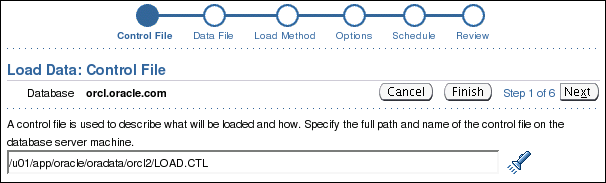 Control File Data File Load Method Options Schedule Review
Load Data: Control File
Database orcl.oracle.com Cancel Finish Step 1 of 6 Next
A control file is used to describe what will be loaded and how. Specify the full path and name of the control file on the
database server machine.
/u01/app/oracle/oradata/orcl2/LOAD.CTL